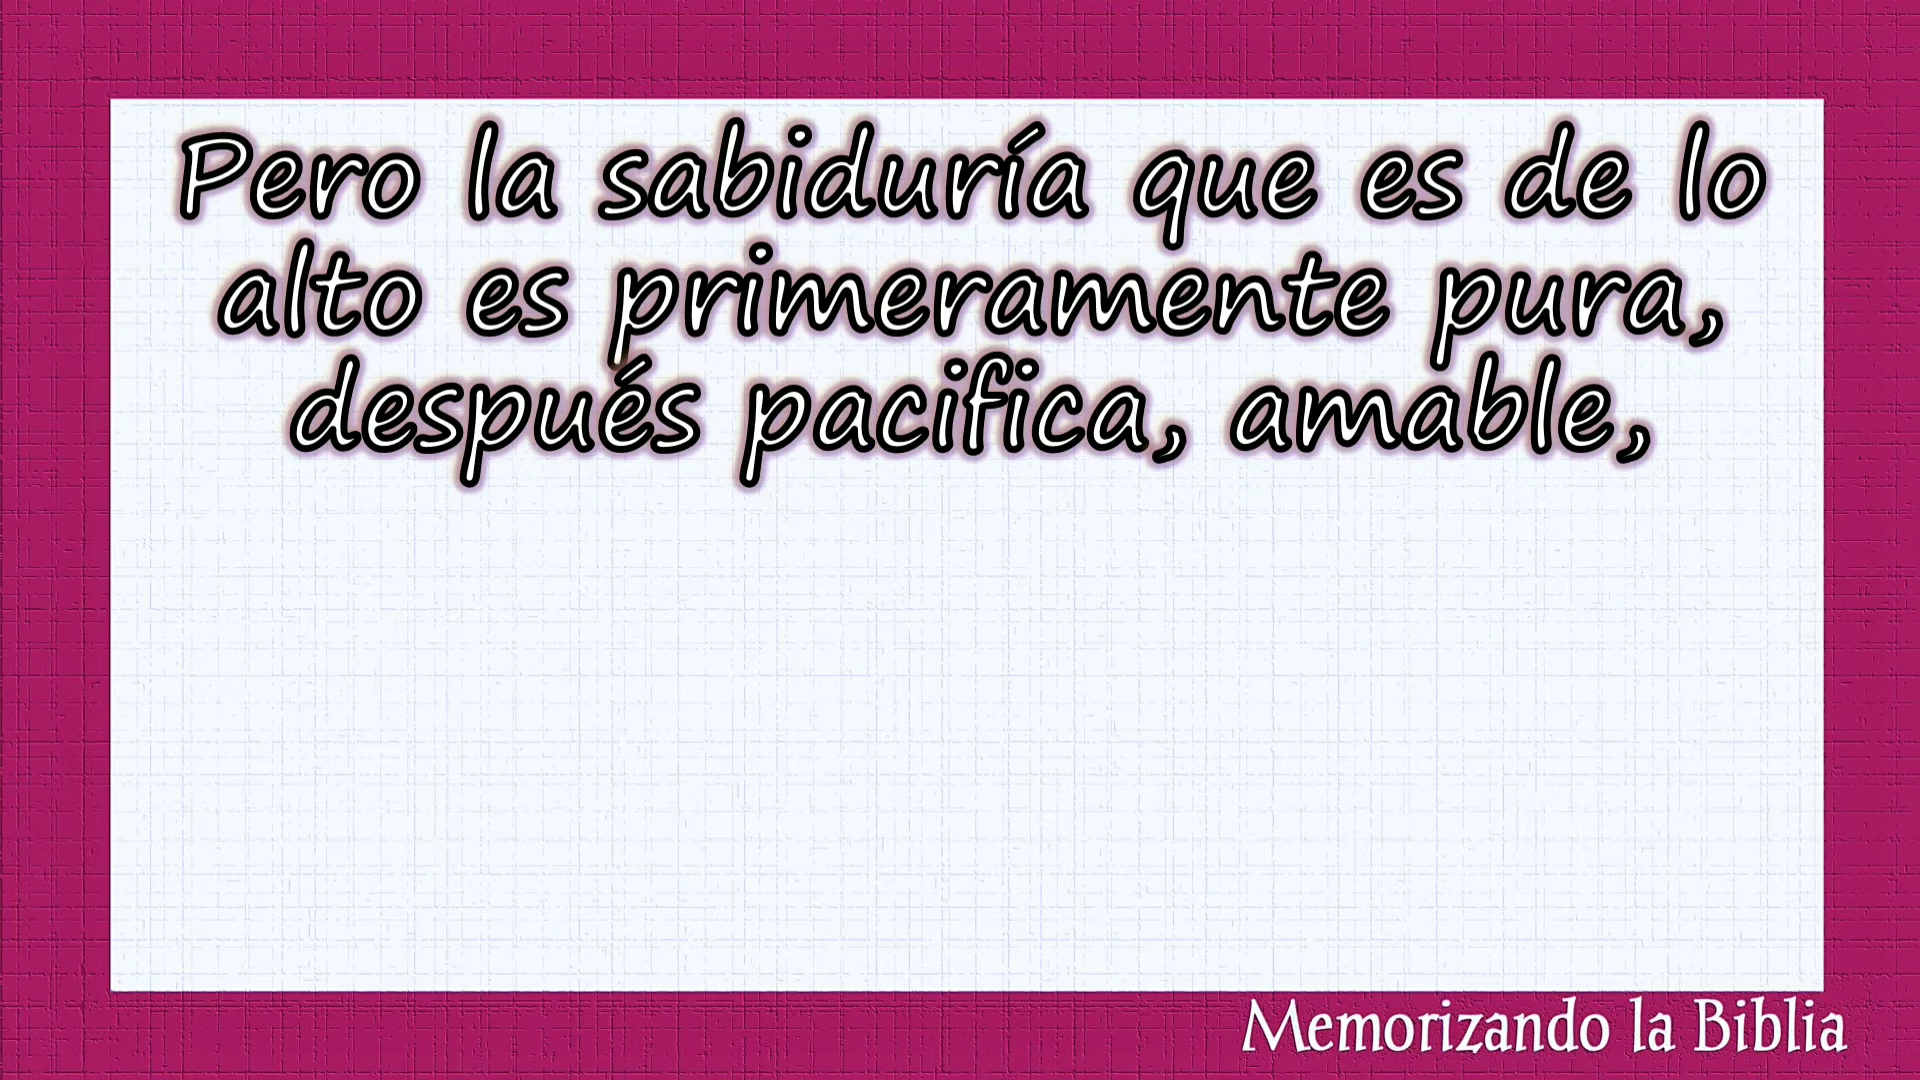 Pero la sabiduría que es de lo
alto es primeramente pura,
después pacifica, amable,
Memorizando la Biblia